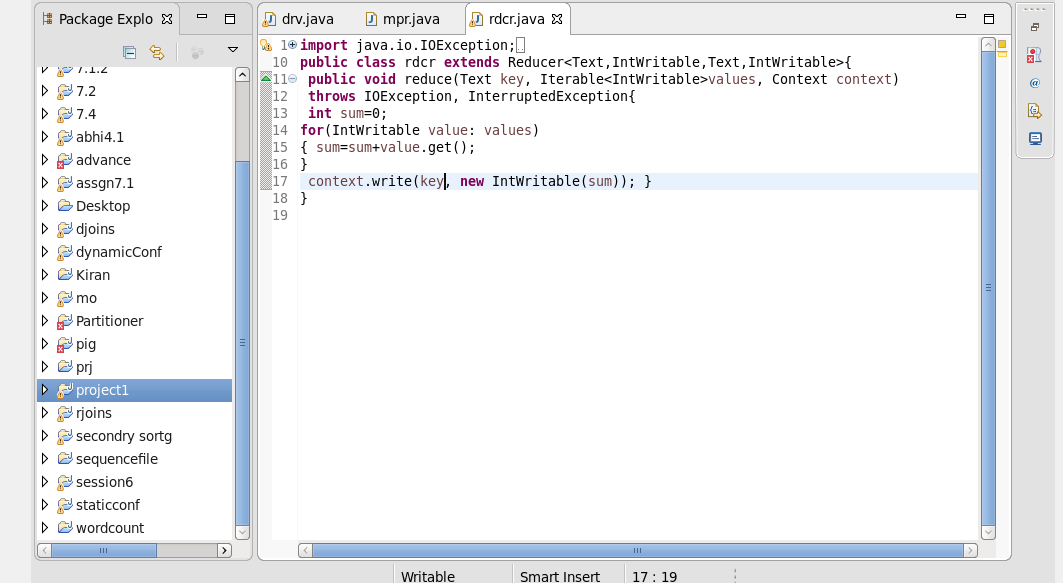 Package Explo
drv.java
mpr.java
rdcr.java
7.1.2
7.2
7.4
abhi4.1
advance
assgn7.1
Desktop
djoins
dynamicConf
Kiran
mo
Partitioner
pig
prj
project1
rjoins
secondry sortg
sequencefile
session6
staticconf
wordcount
1 import java.io.IOException;
10 public class rdcr extends Reducer<Text,IntWritable,Text,IntWritable>{
11 public void reduce(Text key, Iterable<IntWritable>values, Context context)
12 throws IOException, InterruptedException{
13 int sum=0;
14 for(IntWritable value: values)
15 { sum=sum+value.get();
16 }
17 context.write(key, new IntWritable(sum)); }
18 }
19
Writable
Smart Insert
17 : 19